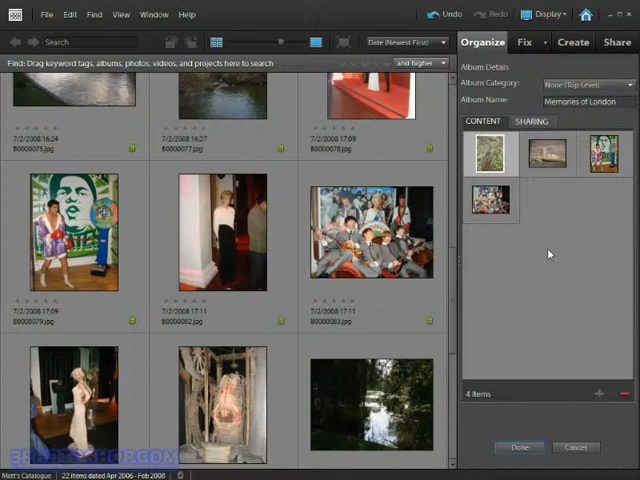 File Edit Find View Window Help Undo Redo Display
Search Date (Newest First) Organize Fix Create Share
Find: Drag keyword tags, albums, photos, videos, and projects here to search. and higher
Album Details
Album Category: None (Top Level)
Album Name: Memories of London
CONTENT SHARING
7/2/2008 16:24 7/2/2008 16:27 7/2/2008 17:09
B0000075.jpg B0000077.jpg B0000078.jpg
7/2/2008 17:09 7/2/2008 17:11 7/2/2008 17:11
B0000079.jpg B0000082.jpg B0000083.jpg
4 Items
Done Cancel
3PHOTOSHOP.COM
Matt's Catalogue 22 items dated Apr 2006 - Feb 2008